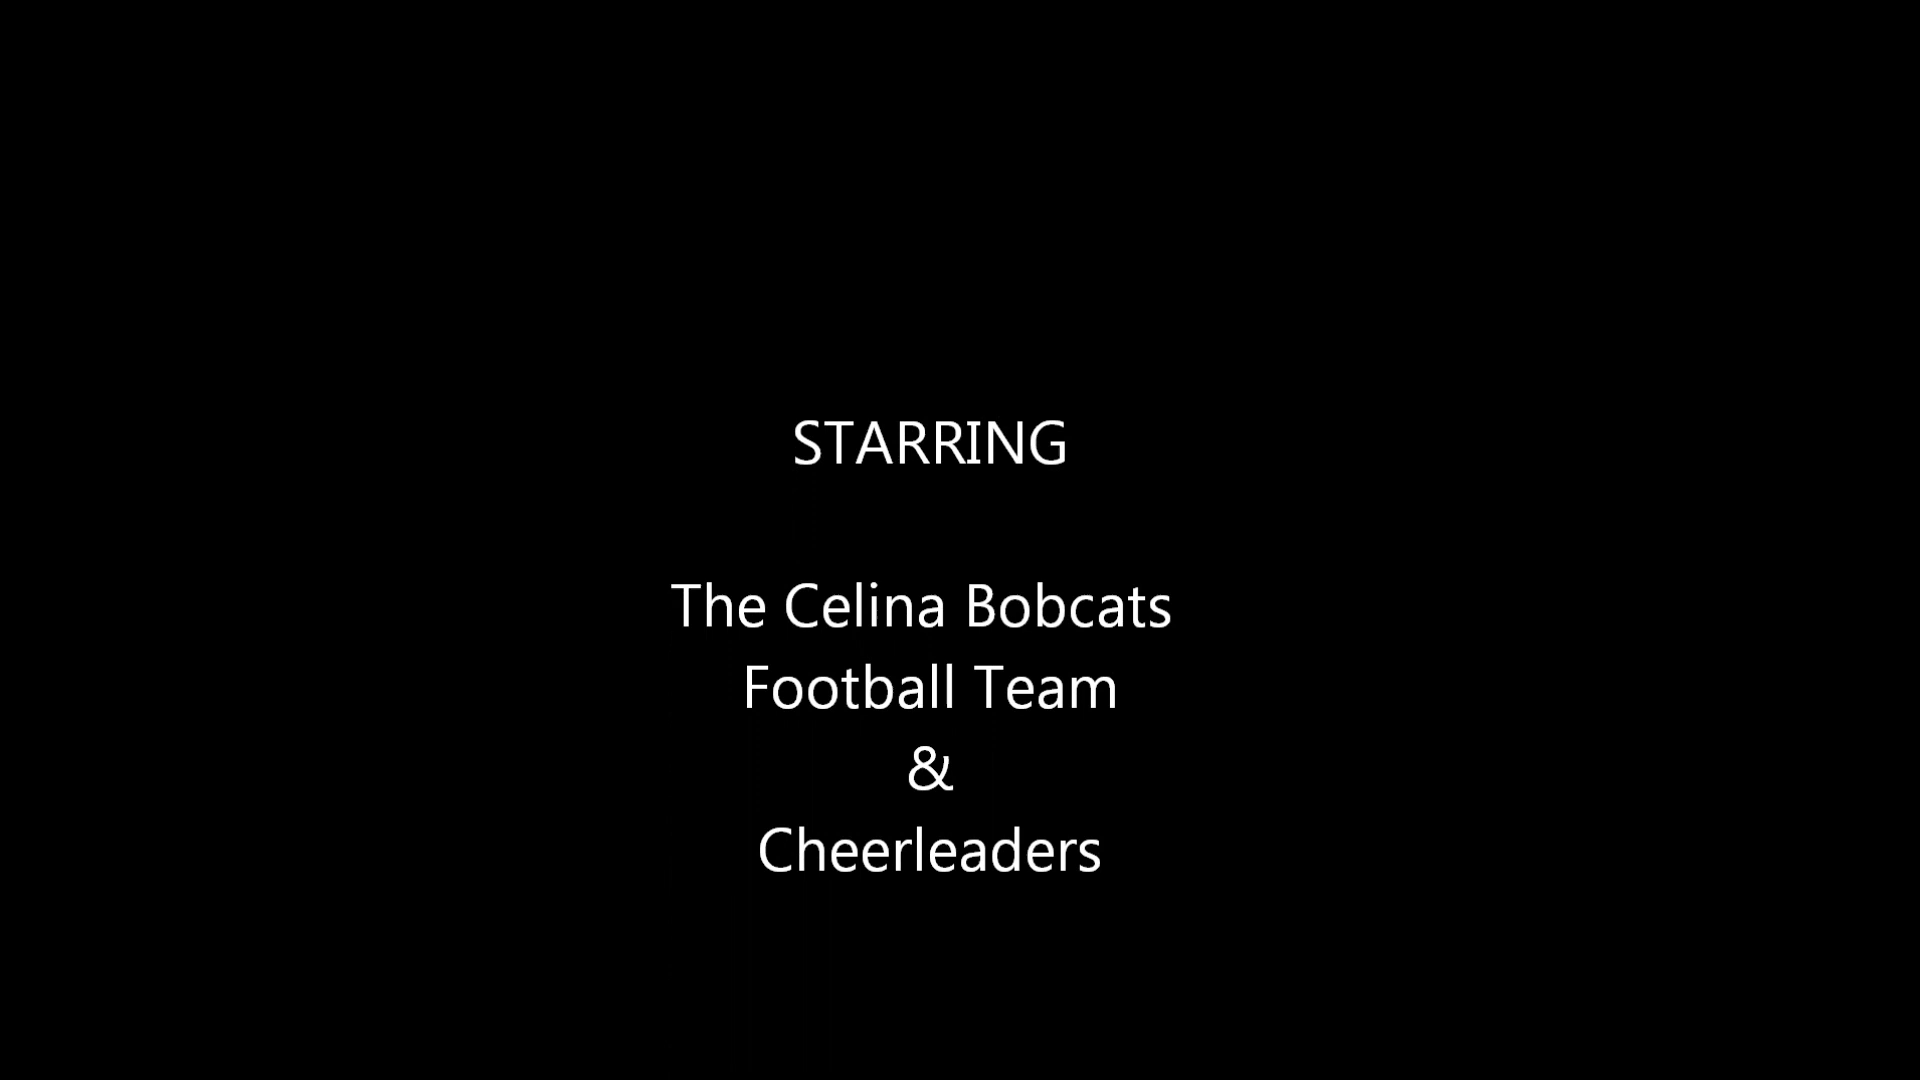 STARRING
The Celina Bobcats
Football Team
&
Cheerleaders